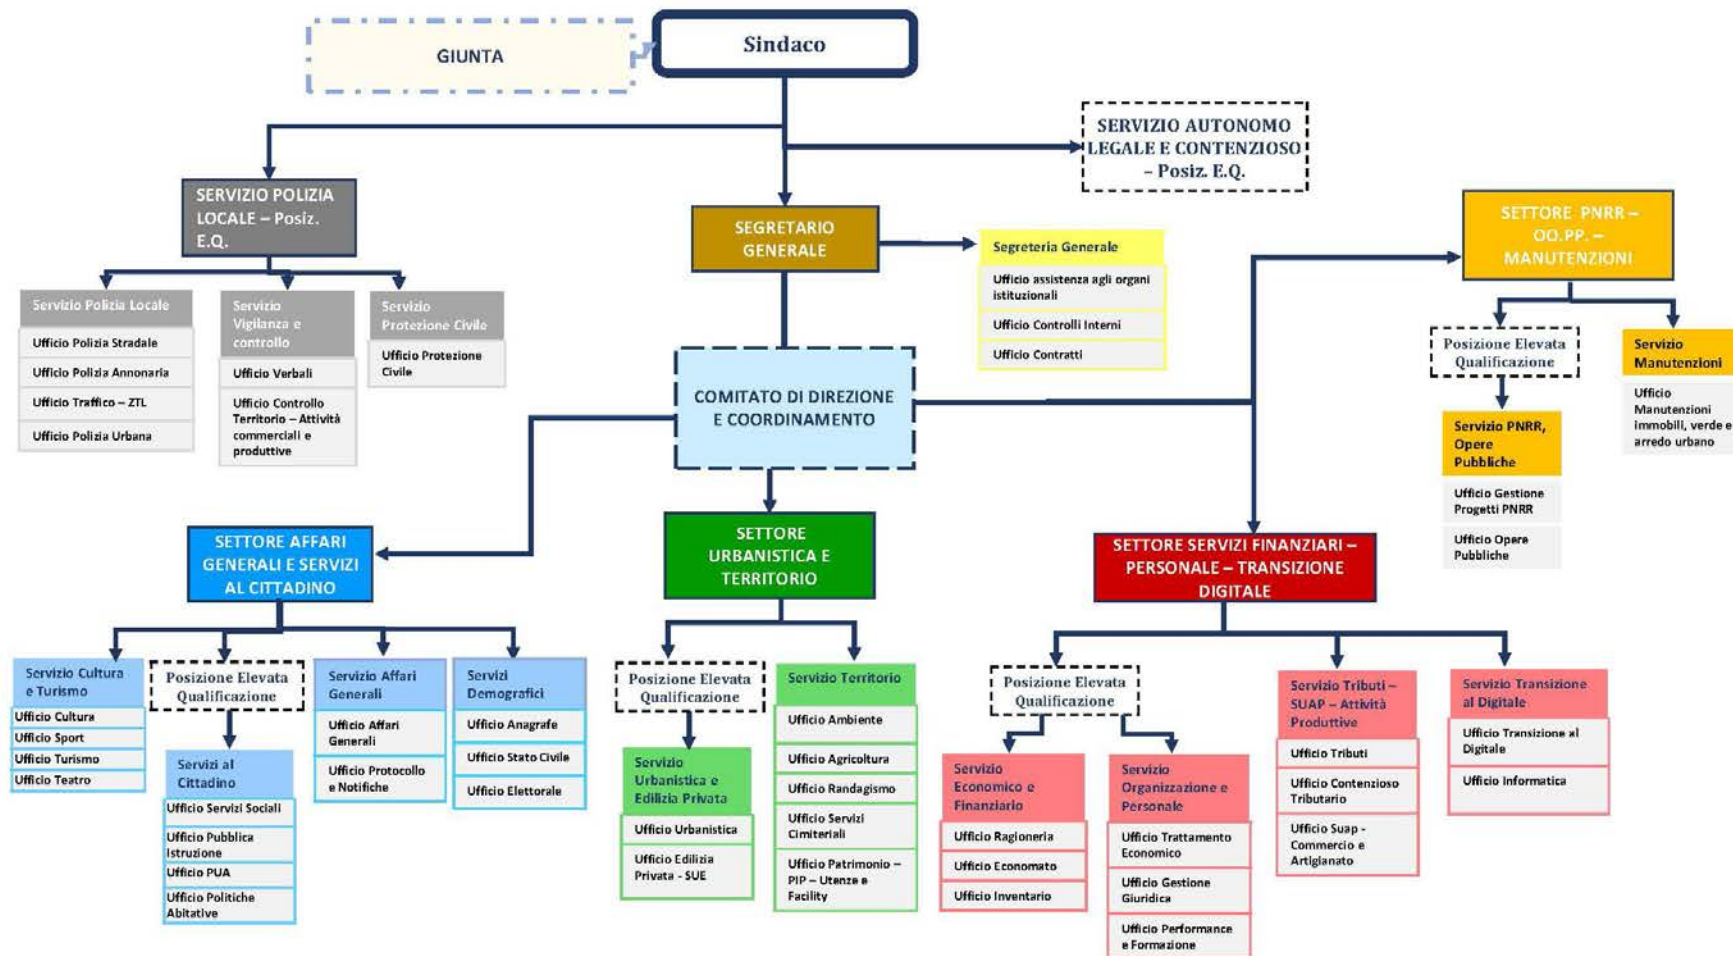 GIUNTA
Sindaco
SERVIZIO AUTONOMO
LEGALE E CONTENZIOSO
– Posiz. E.Q.
SERVIZIO POLIZIA
LOCALE – Posiz.
E.Q.
SEGRETARIO
GENERALE
SETTORE PNRR –
OO.PP. –
MANUTENZIONI
Segreteria Generale
Ufficio assistenza agli organi
istituzionali
Ufficio Controlli Interni
Ufficio Contratti
Servizio Polizia Locale
Ufficio Polizia Stradale
Ufficio Polizia Annonaria
Ufficio Traffico – ZTL
Ufficio Polizia Urbana
Servizio
Vigilanza e
controllo
Ufficio Verbali
Ufficio Controllo
Territorio – Attività
commerciali e
produttive
Servizio
Protezione Civile
Ufficio Protezione
Civile
Posizione Elevata
Qualificazione
Servizio PNRR,
Opere
Pubbliche
Ufficio Gestione
Progetti PNRR
Ufficio Opere
Pubbliche
Servizio
Manutenzioni
Ufficio
Manutenzioni
immobili, verde e
arredo urbano
COMITATO DI DIREZIONE
E COORDINAMENTO
SETTORE AFFARI
GENERALI E SERVIZI
AL CITTADINO
SETTORE
URBANISTICA E
TERRITORIO
SETTORE SERVIZI FINANZIARI –
PERSONALE – TRANSIZIONE
DIGITALE
Servizio Cultura
e Turismo
Ufficio Cultura
Ufficio Sport
Ufficio Turismo
Ufficio Teatro
Posizione Elevata
Qualificazione
Servizi al
Cittadino
Ufficio Servizi Sociali
Ufficio Pubblica
Istruzione
Ufficio PUA
Ufficio Politiche
Abitative
Servizio Affari
Generali
Ufficio Affari
Generali
Ufficio Protocollo
e Notifiche
Servizi
Demografici
Ufficio Anagrafe
Ufficio Stato Civile
Ufficio Elettorale
Posizione Elevata
Qualificazione
Servizio
Urbanistica e
Edilizia Privata
Ufficio Urbanistica
Ufficio Edilizia
Privata - SUE
Servizio Territorio
Ufficio Ambiente
Ufficio Agricoltura
Ufficio Randagismo
Ufficio Servizi
Cimiteriali
Ufficio Patrimonio –
PIP – Utenze e
Facility
Posizione Elevata
Qualificazione
Servizio
Economico e
Finanziario
Ufficio Ragioneria
Ufficio Economato
Ufficio Inventario
Servizio
Organizzazione e
Personale
Ufficio Trattamento
Economico
Ufficio Gestione
Giuridica
Ufficio Performance
e Formazione
Servizio Tributi –
SUAP – Attività
Produttive
Ufficio Tributi
Ufficio Contenzioso
Tributario
Ufficio Suap -
Commercio e
Artigianato
Servizio Transizione
al Digitale
Ufficio Transizione al
Digitale
Ufficio Informatica